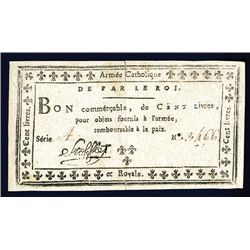 Armée Catholique
DE PAR LE ROI.
BON commerçable, de CENT livres,
pour objets fournis à l'armée,
remboursable à la paix.
Série A N°. 3466
et Royale.
Cent livres.
Cent Livres.